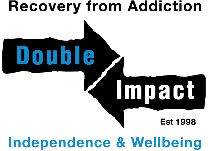 Recovery from Addiction
Double
Impact
Est 1998
Independence & Wellbeing